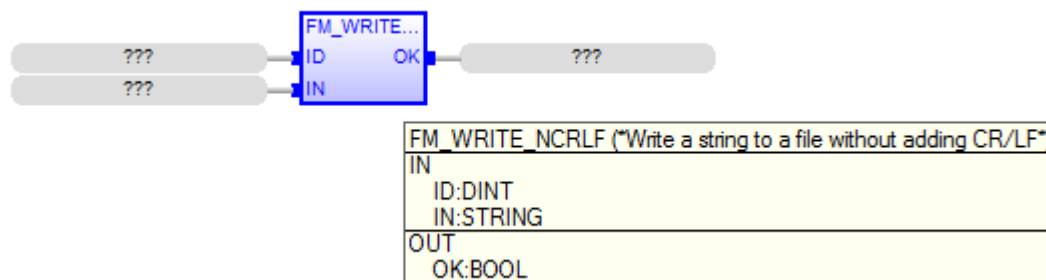 FM_WRITE...
??? ID OK ???
??? IN
FM_WRITE_NCRLF (*Write a string to a file without adding CR/LF*
IN
ID:DINT
IN:STRING
OUT
OK:BOOL